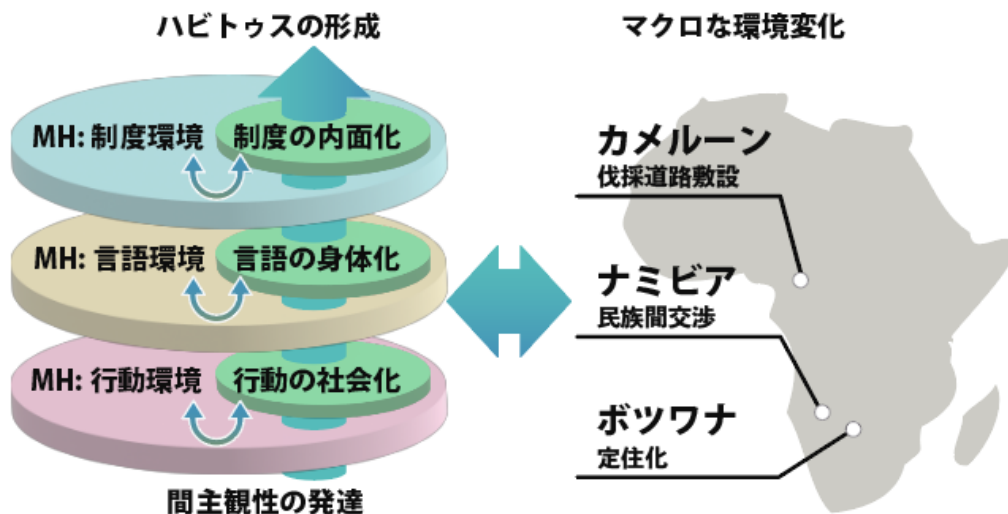 ハビトゥスの形成
MH: 制度環境
制度の内面化
MH: 言語環境
言語の身体化
MH: 行動環境
行動の社会化
間主観性の発達
マクロな環境変化
カメルーン
伐採道路敷設
ナミビア
民族間交渉
ボツワナ
定住化